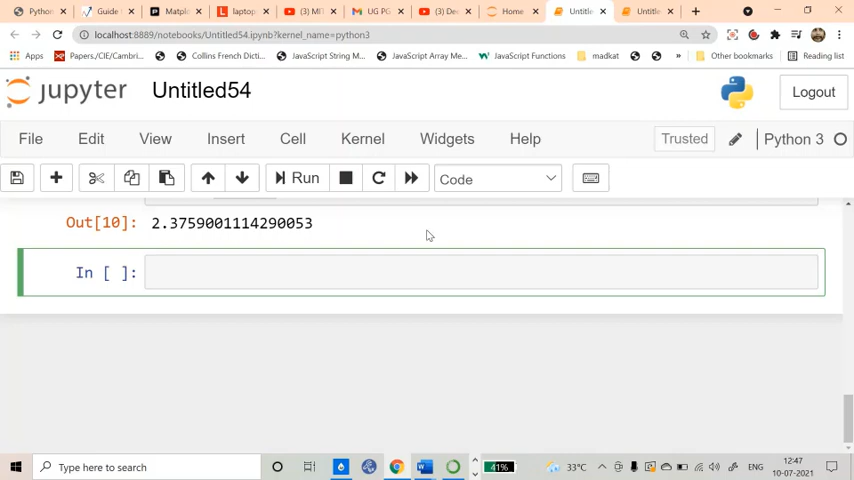 Python Guide Matpl laptop- (3) MI UG PG (3) De Home Untitle Untitle
localhost:8889/notebooks/Untitled54.ipynb?kernel_name=python3
Apps Papers./CIE/Cambri... Collins French Dicti... JavaScript String M... JavaScript Array Me... JavaScript Functions madkat » Other bookmarks Reading list
jupyter Untitled54 Logout
File Edit View Insert Cell Kernel Widgets Help Trusted Python 3
Run Code
Out[10]: 2.3759001114290053
In [ ]:
Type here to search 41% 33°C ENG 12:47
10-07-2021